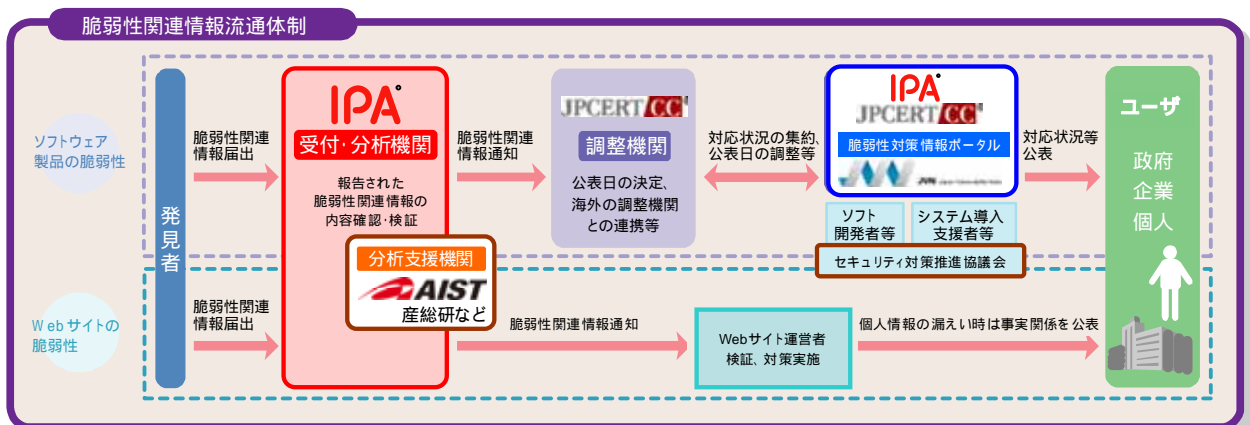 脆弱性関連情報流通体制
ソフトウェア
製品の脆弱性
Webサイトの
脆弱性
発見者
脆弱性関連
情報届出
脆弱性関連
情報届出
IPA
受付・分析機関
報告された
脆弱性関連情報の
内容確認・検証
分析支援機関
AIST
産総研など
脆弱性関連
情報通知
JPCERT/CC
調整機関
公表日の決定、
海外の調整機関
との連携等
対応状況の集約、
公表日の調整等
IPA
JPCERT/CC
脆弱性対策情報ポータル
JVN
ソフト
開発者等
システム導入
支援者等
セキュリティ対策推進協議会
対応状況等
公表
脆弱性関連情報通知
Webサイト運営者
検証、対策実施
個人情報の漏えい時は事実関係を公表
ユーザ
政府
企業
個人